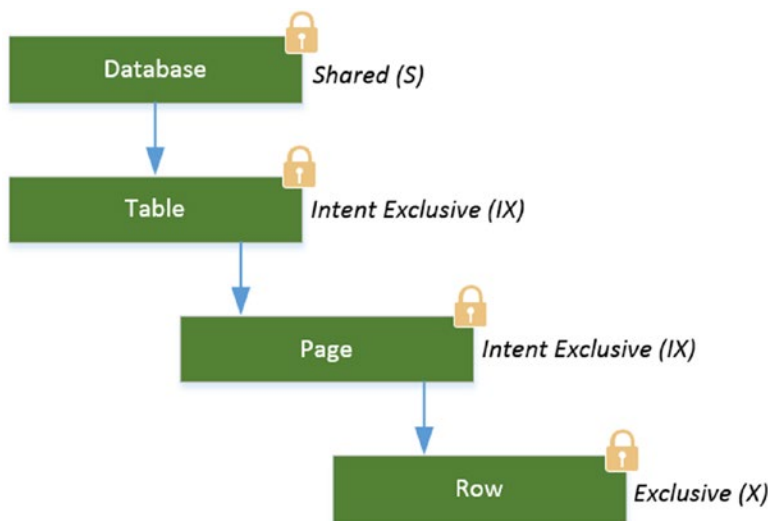 Database
Shared (S)
Table
Intent Exclusive (IX)
Page
Intent Exclusive (IX)
Row
Exclusive (X)